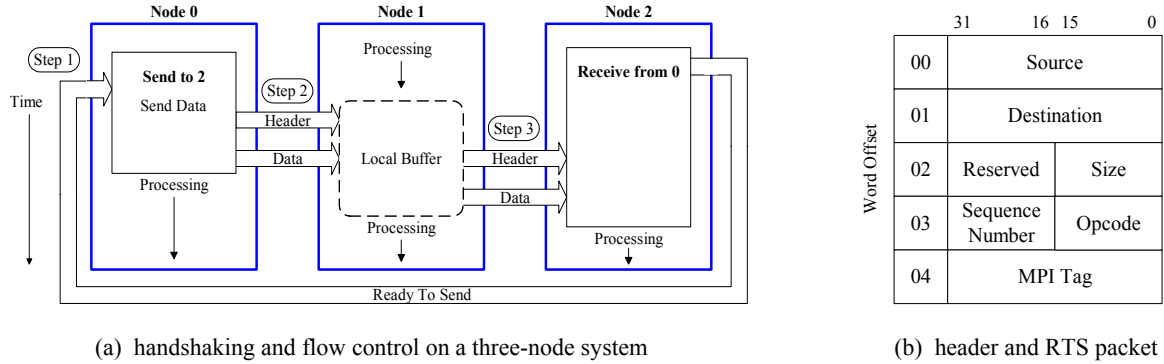 Node 0
Node 1
Node 2
Step 1
Time
Send to 2
Send Data
Processing
Step 2
Header
Data
Processing
Local Buffer
Processing
Step 3
Header
Data
Receive from 0
Processing
Ready To Send
(a) handshaking and flow control on a three-node system
31 16 15 0
Word Offset
00 Source
01 Destination
02 Reserved Size
03 Sequence Number Opcode
04 MPI Tag
(b) header and RTS packet